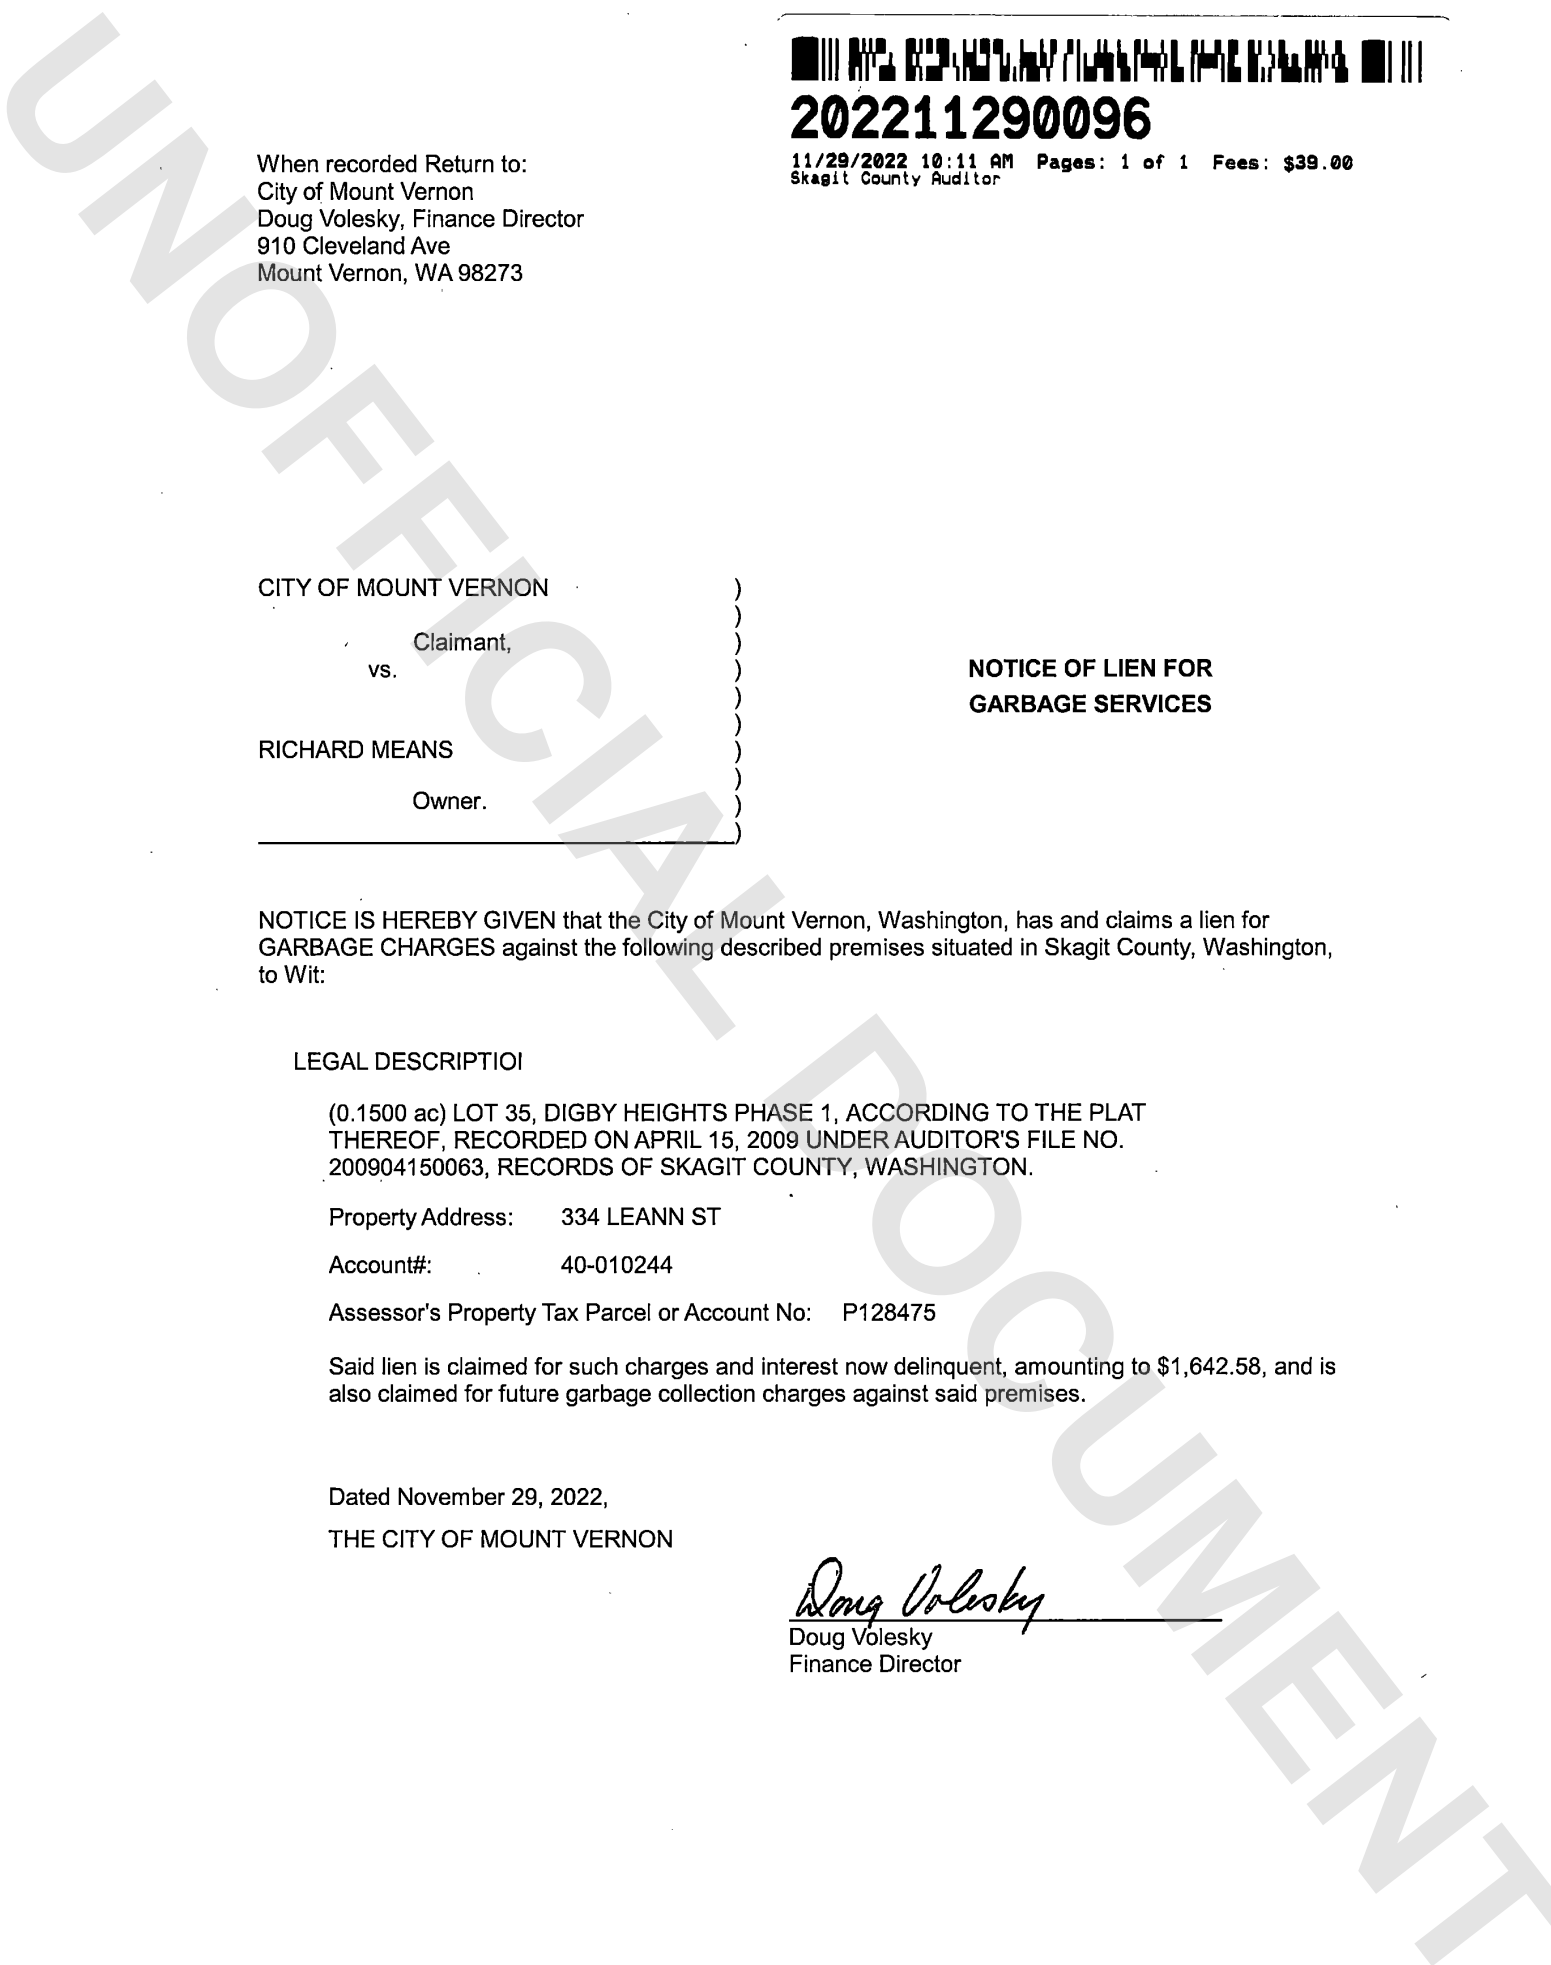 202211290096
11/29/2022 10:11 AM Pages: 1 of 1 Fees: $39.00
Skagit County Auditor
When recorded Return to:
City of Mount Vernon
Doug Volesky, Finance Director
910 Cleveland Ave
Mount Vernon, WA 98273
CITY OF MOUNT VERNON )
)
Claimant, )
vs. )
)
)
RICHARD MEANS )
)
Owner. )
)
NOTICE OF LIEN FOR
GARBAGE SERVICES
NOTICE IS HEREBY GIVEN that the City of Mount Vernon, Washington, has and claims a lien for
GARBAGE CHARGES against the following described premises situated in Skagit County, Washington,
to Wit:
LEGAL DESCRIPTIOI
(0.1500 ac) LOT 35, DIGBY HEIGHTS PHASE 1, ACCORDING TO THE PLAT
THEREOF, RECORDED ON APRIL 15, 2009 UNDER AUDITOR'S FILE NO.
200904150063, RECORDS OF SKAGIT COUNTY, WASHINGTON.
Property Address: 334 LEANN ST
Account#: 40-010244
Assessor's Property Tax Parcel or Account No: P128475
Said lien is claimed for such charges and interest now delinquent, amounting to $1,642.58, and is
also claimed for future garbage collection charges against said premises.
Dated November 29, 2022,
THE CITY OF MOUNT VERNON
Doug Volesky
Doug Volesky
Finance Director
UNOFFICIAL DOCUMENT